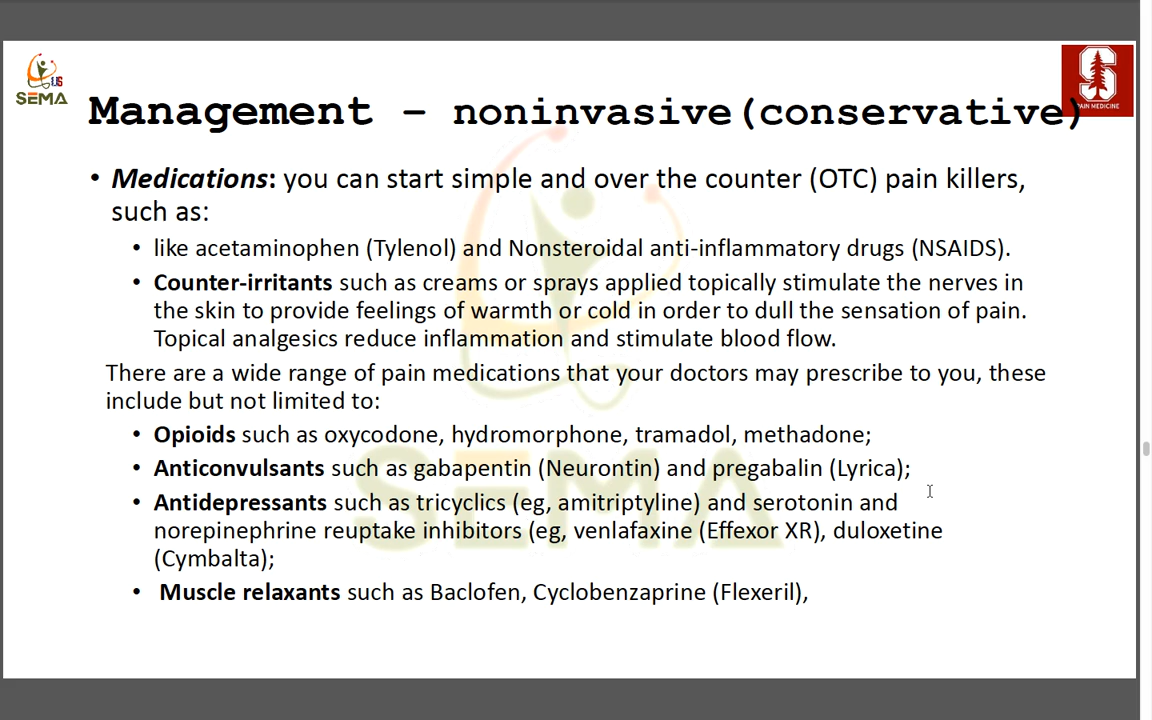 US
SEMA
PAIN MEDICINE
Management – noninvasive(conservative)
• Medications: you can start simple and over the counter (OTC) pain killers,
such as:
• like acetaminophen (Tylenol) and Nonsteroidal anti-inflammatory drugs (NSAIDS).
• Counter-irritants such as creams or sprays applied topically stimulate the nerves in
the skin to provide feelings of warmth or cold in order to dull the sensation of pain.
Topical analgesics reduce inflammation and stimulate blood flow.
There are a wide range of pain medications that your doctors may prescribe to you, these
include but not limited to:
• Opioids such as oxycodone, hydromorphone, tramadol, methadone;
• Anticonvulsants such as gabapentin (Neurontin) and pregabalin (Lyrica);
• Antidepressants such as tricyclics (eg, amitriptyline) and serotonin and
norepinephrine reuptake inhibitors (eg, venlafaxine (Effexor XR), duloxetine
(Cymbalta);
• Muscle relaxants such as Baclofen, Cyclobenzaprine (Flexeril),
SEMA